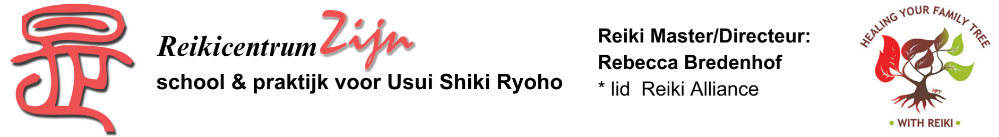 Reikicentrum Zijn
school & praktijk voor Usui Shiki Ryoho
Reiki Master/Directeur:
Rebecca Bredenhof
* lid  Reiki Alliance
HEALING YOUR FAMILY TREE
HFT
• WITH REIKI •